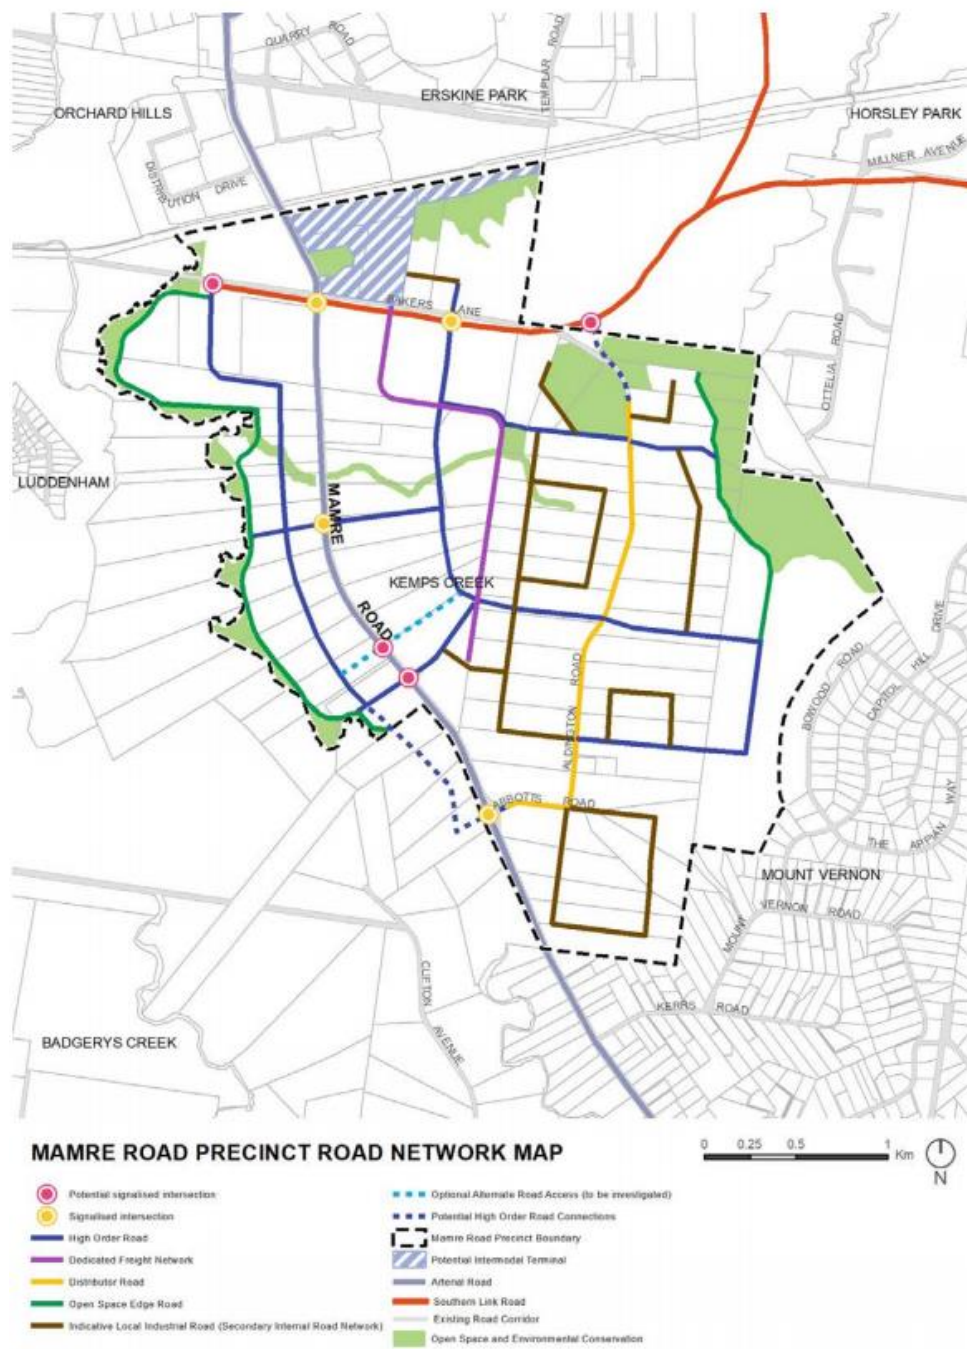 QUARRY ROAD
TEMPLAR ROAD
ERSKINE PARK
ORCHARD HILLS
HORSLEY PARK
MILLNER AVENUE
DISTRIBUTION DRIVE
BAKERS LANE
OTTELIA ROAD
LUDDENHAM
MAMRE ROAD
KEMPS CREEK
ALDINGTON ROAD
BOWOOD ROAD
CAPITOL HILL DRIVE
ABBOTTS ROAD
THE APPIAN WAY
MOUNT VERNON
MOUNT VERNON ROAD
CLIFTON AVENUE
KERRS ROAD
BADGERYS CREEK
MAMRE ROAD PRECINCT ROAD NETWORK MAP
0 0.25 0.5 1 Km
N
Potential signalised intersection
Signalised intersection
High Order Road
Dedicated Freight Network
Distributor Road
Open Space Edge Road
Indicative Local Industrial Road (Secondary Internal Road Network)
Optional Alternate Road Access (to be investigated)
Potential High Order Road Connections
Mamre Road Precinct Boundary
Potential Intermodal Terminal
Arterial Road
Southern Link Road
Existing Road Corridor
Open Space and Environmental Conservation